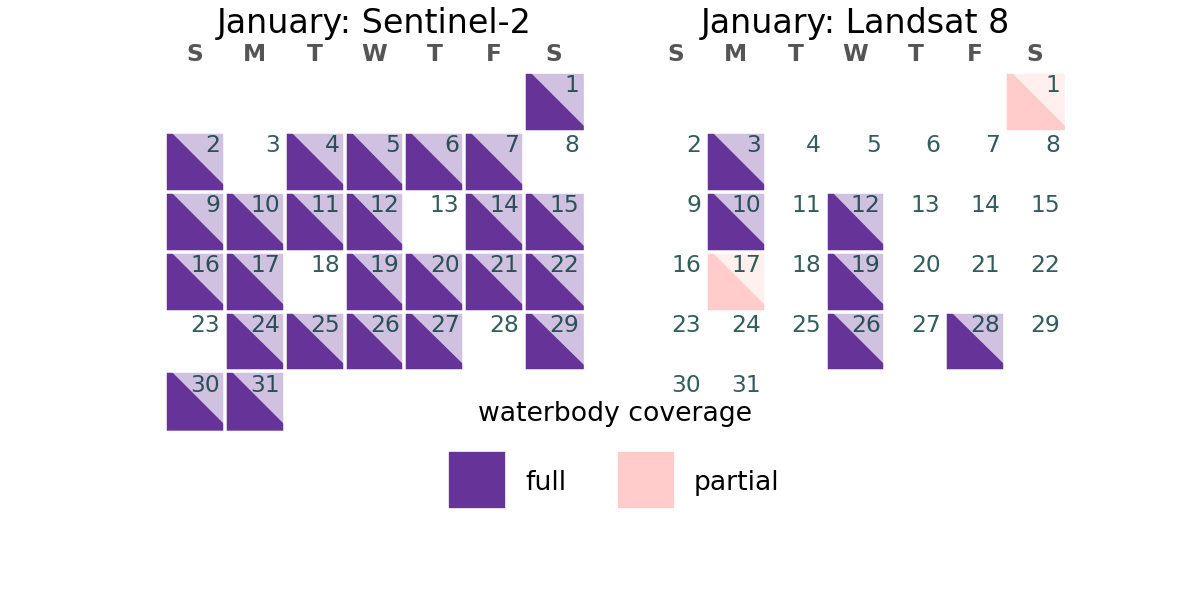 January: Sentinel-2
S M T W T F S
1
2 3 4 5 6 7 8
9 10 11 12 13 14 15
16 17 18 19 20 21 22
23 24 25 26 27 28 29
30 31
January: Landsat 8
S M T W T F S
1
2 3 4 5 6 7 8
9 10 11 12 13 14 15
16 17 18 19 20 21 22
23 24 25 26 27 28 29
30 31
waterbody coverage
full partial